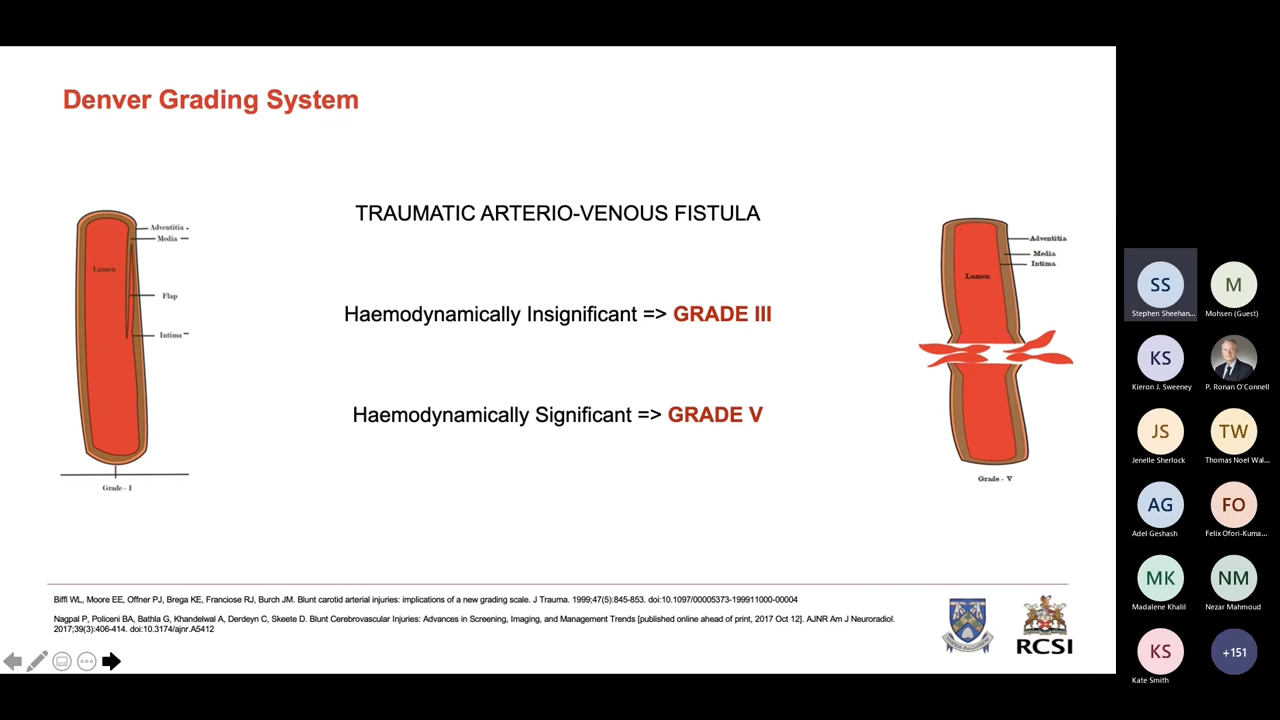 Denver Grading System
TRAUMATIC ARTERIO-VENOUS FISTULA
Haemodynamically Insignificant => GRADE III
Haemodynamically Significant => GRADE V
Adventitia -
Media —
Lumen
Flap
Intima —
Grade - I
Adventitia
Media
Intima
Lumen
Grade - V
Biffl WL, Moore EE, Offner PJ, Brega KE, Franciose RJ, Burch JM. Blunt carotid arterial injuries: implications of a new grading scale. J Trauma. 1999;47(5):845-853. doi:10.1097/00005373-199911000-00004
Nagpal P, Policeni BA, Bathla G, Khandelwal A, Derdeyn C, Skeete D. Blunt Cerebrovascular Injuries: Advances in Screening, Imaging, and Management Trends [published online ahead of print, 2017 Oct 12]. AJNR Am J Neuroradiol.
2017;39(3):406-414. doi:10.3174/ajnr.A5412
RCSI
SS
Stephen Sheehan...
M
Mohsen (Guest)
KS
Kieron J. Sweeney
P. Ronan O'Connell
JS
Jenelle Sherlock
TW
Thomas Noel Wal...
AG
Adel Geshash
FO
Felix Ofori-Kuma...
MK
Madalene Khalil
NM
Nezar Mahmoud
KS
Kate Smith
+151